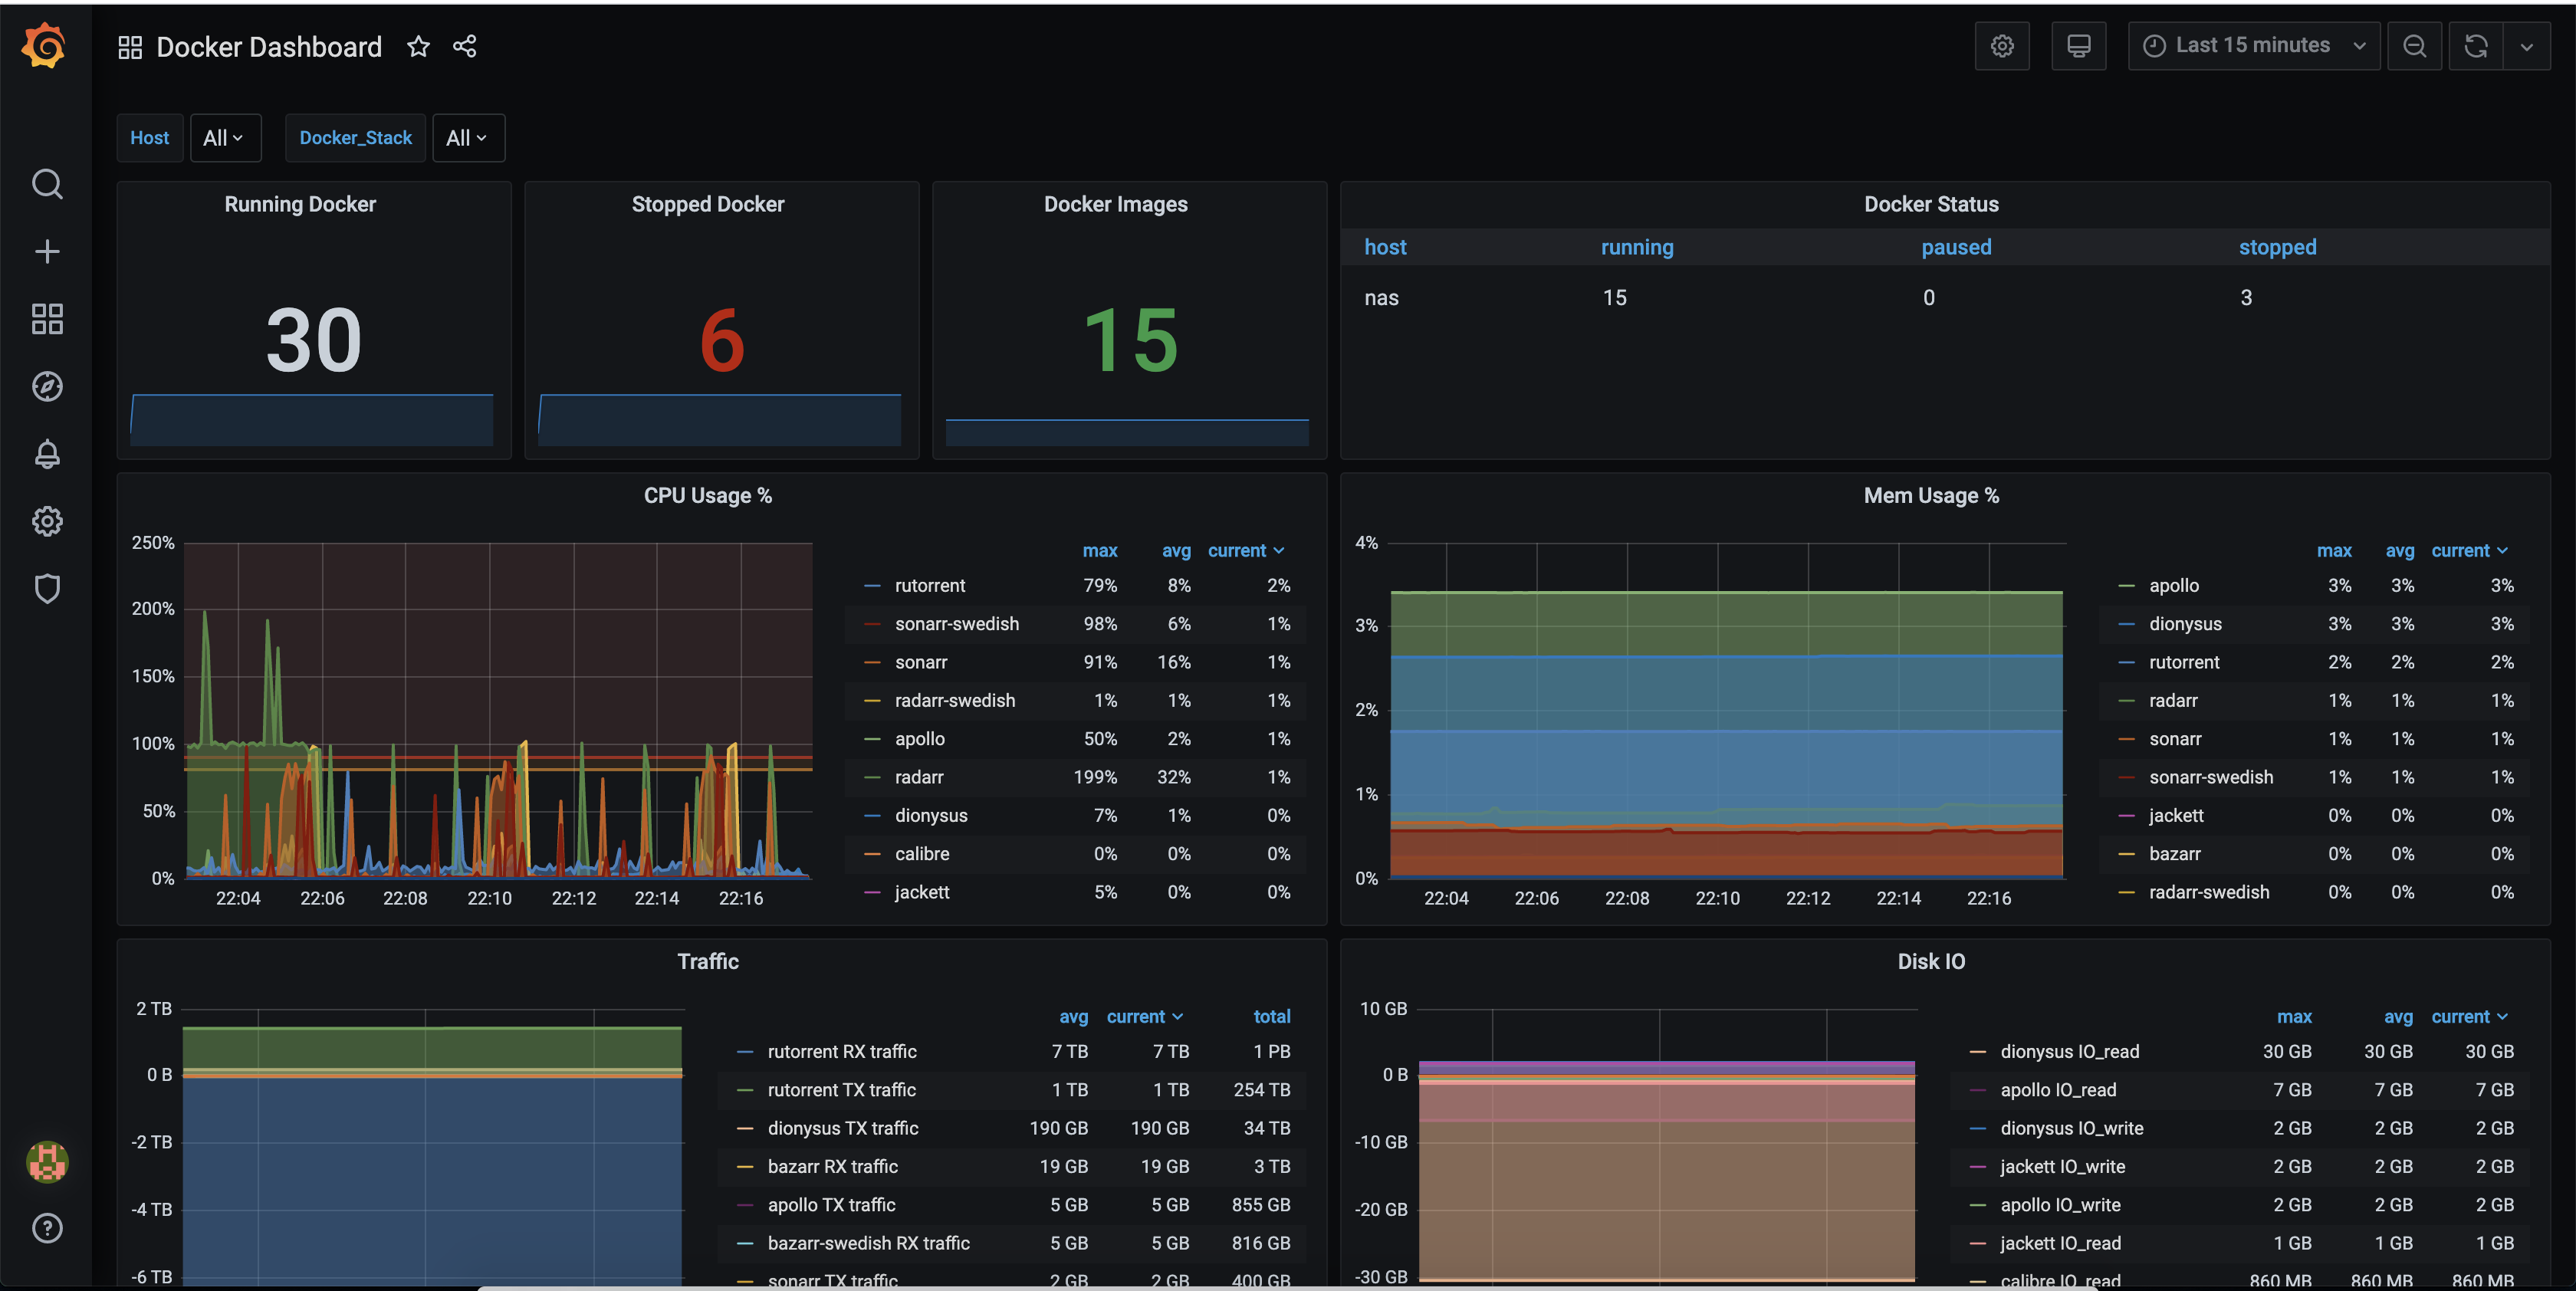 Docker Dashboard
Last 15 minutes
Host All Docker_Stack All
Running Docker
30
Stopped Docker
6
Docker Images
15
Docker Status
host running paused stopped
nas 15 0 3
CPU Usage %
250%
200%
150%
100%
50%
0%
22:04 22:06 22:08 22:10 22:12 22:14 22:16
max avg current
rutorrent 79% 8% 2%
sonarr-swedish 98% 6% 1%
sonarr 91% 16% 1%
radarr-swedish 1% 1% 1%
apollo 50% 2% 1%
radarr 199% 32% 1%
dionysus 7% 1% 0%
calibre 0% 0% 0%
jackett 5% 0% 0%
Mem Usage %
4%
3%
2%
1%
0%
22:04 22:06 22:08 22:10 22:12 22:14 22:16
max avg current
apollo 3% 3% 3%
dionysus 3% 3% 3%
rutorrent 2% 2% 2%
radarr 1% 1% 1%
sonarr 1% 1% 1%
sonarr-swedish 1% 1% 1%
jackett 0% 0% 0%
bazarr 0% 0% 0%
radarr-swedish 0% 0% 0%
Traffic
2 TB
0 B
-2 TB
-4 TB
-6 TB
avg current total
rutorrent RX traffic 7 TB 7 TB 1 PB
rutorrent TX traffic 1 TB 1 TB 254 TB
dionysus TX traffic 190 GB 190 GB 34 TB
bazarr RX traffic 19 GB 19 GB 3 TB
apollo TX traffic 5 GB 5 GB 855 GB
bazarr-swedish RX traffic 5 GB 5 GB 816 GB
sonarr TX traffic 2 GB 2 GB 400 GB
Disk IO
10 GB
0 B
-10 GB
-20 GB
-30 GB
max avg current
dionysus IO_read 30 GB 30 GB 30 GB
apollo IO_read 7 GB 7 GB 7 GB
dionysus IO_write 2 GB 2 GB 2 GB
jackett IO_write 2 GB 2 GB 2 GB
apollo IO_write 2 GB 2 GB 2 GB
jackett IO_read 1 GB 1 GB 1 GB
calibre IO_read 860 MB 860 MB 860 MB